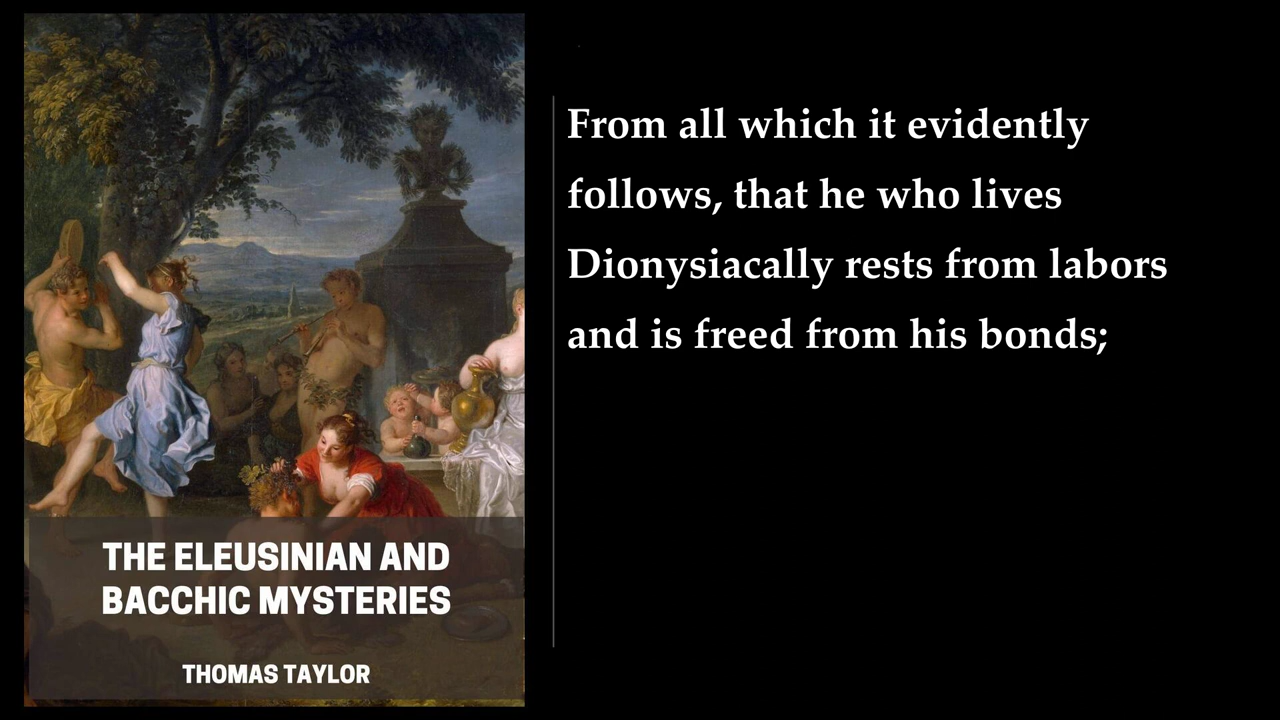 From all which it evidently
follows, that he who lives
Dionysiacally rests from labors
and is freed from his bonds;
THE ELEUSINIAN AND
BACCHIC MYSTERIES
THOMAS TAYLOR